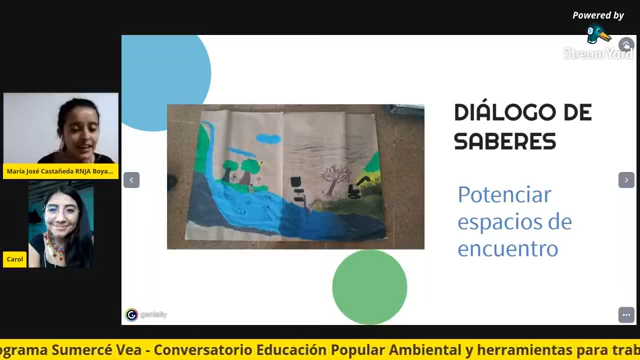 Powered by
StreamYard
DIÁLOGO DE
SABERES
Potenciar
espacios de
encuentro
María José Castañeda RNJA Boya...
Carol
genially
ograma Sumercé Vea - Conversatorio Educación Popular Ambiental y herramientas para trab